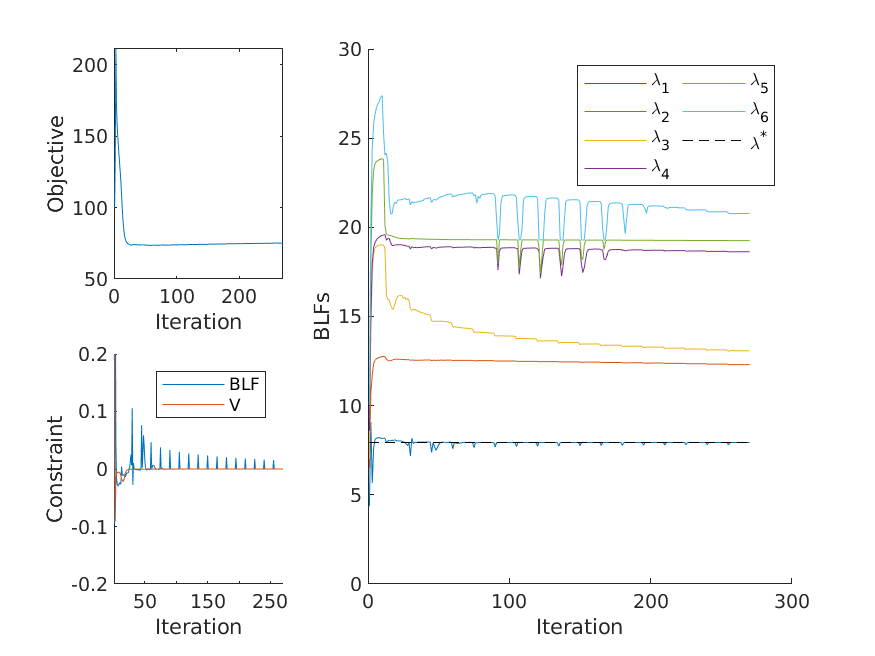 200
150
100
50
0 100 200
Iteration
Objective
0.2
0.1
0
-0.1
-0.2
50 150 250
Iteration
Constraint
BLF
V
30
25
20
15
10
5
0
0 100 200 300
Iteration
BLFs
λ1 λ5
λ2 λ6
λ3 λ*
λ4